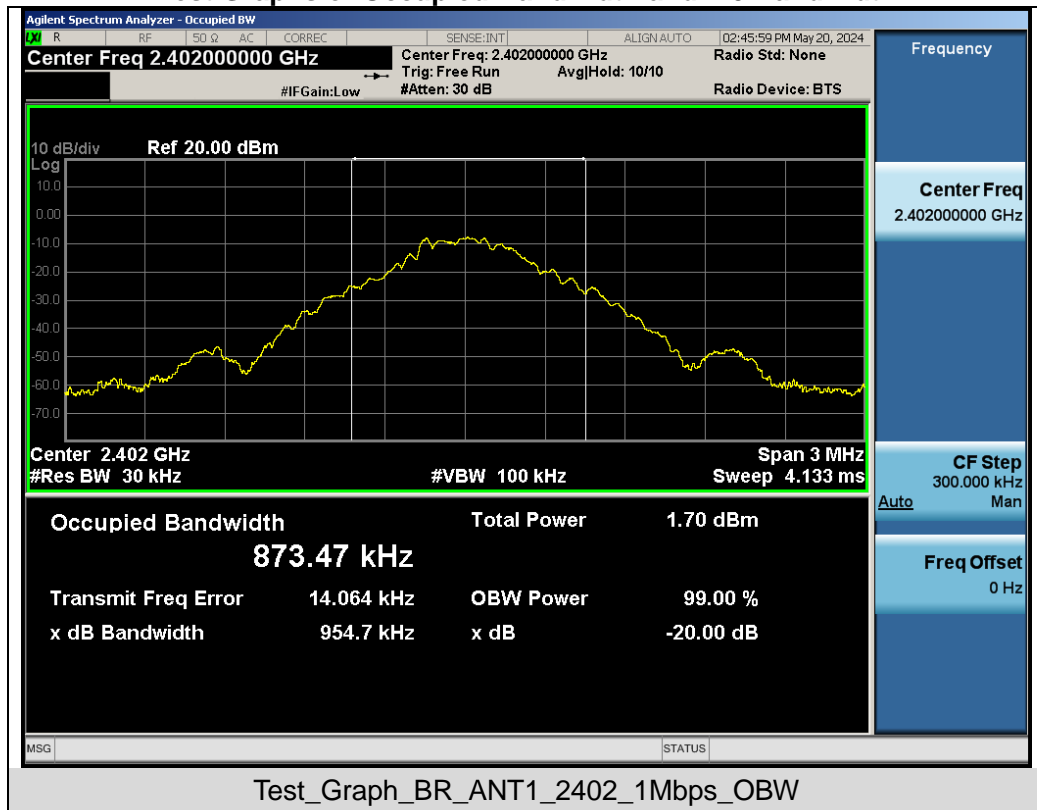 Agilent Spectrum Analyzer - Occupied BW
LXI R RF 50 Ω AC CORREC SENSE:INT ALIGN AUTO 02:45:59 PM May 20, 2024
Center Freq 2.402000000 GHz
Center Freq: 2.402000000 GHz
Radio Std: None
Trig: Free Run Avg|Hold: 10/10
#IFGain:Low #Atten: 30 dB Radio Device: BTS
Frequency
10 dB/div Ref 20.00 dBm
Log
10.0
0.00
-10.0
-20.0
-30.0
-40.0
-50.0
-60.0
-70.0
Center 2.402 GHz Span 3 MHz
#Res BW 30 kHz #VBW 100 kHz Sweep 4.133 ms
Center Freq
2.402000000 GHz
CF Step
300.000 kHz
Auto Man
Freq Offset
0 Hz
Occupied Bandwidth Total Power 1.70 dBm
873.47 kHz
Transmit Freq Error 14.064 kHz OBW Power 99.00 %
x dB Bandwidth 954.7 kHz x dB -20.00 dB
MSG STATUS
Test_Graph_BR_ANT1_2402_1Mbps_OBW